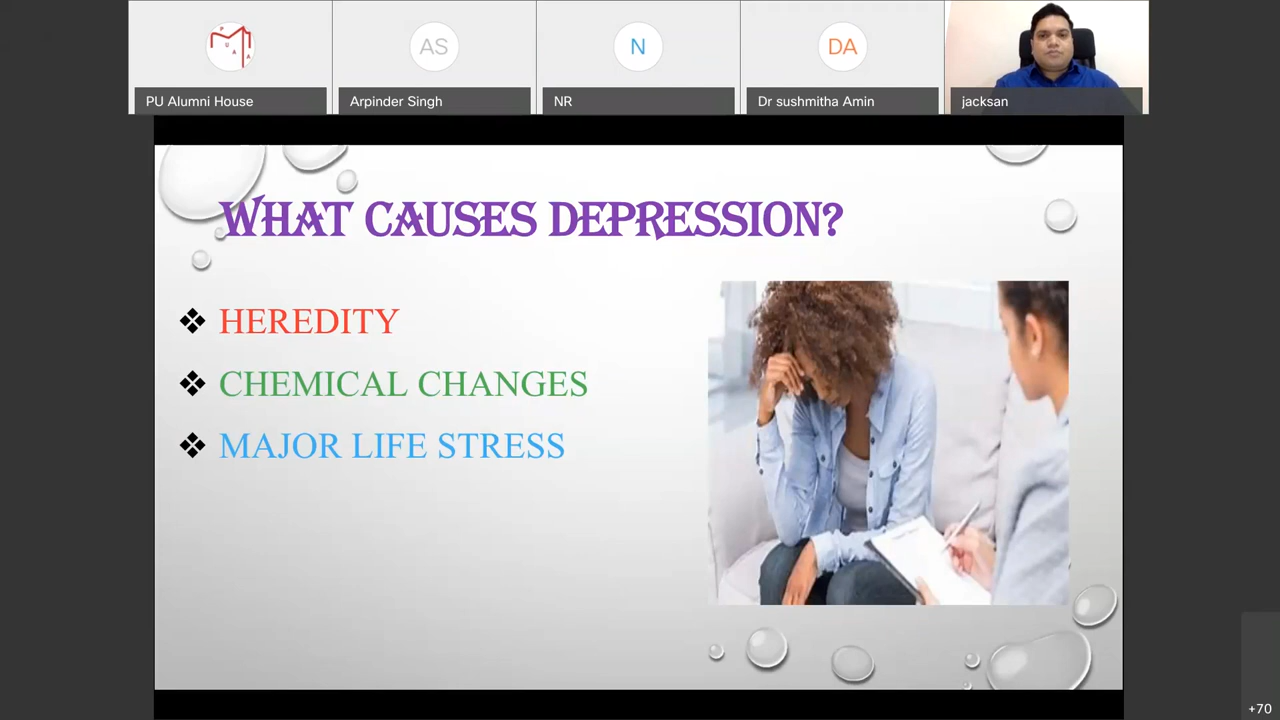 P
U
A
A
AS
N
DA
PU Alumni House
Arpinder Singh
NR
Dr sushmitha Amin
jacksan
WHAT CAUSES DEPRESSION?
❖ HEREDITY
❖ CHEMICAL CHANGES
❖ MAJOR LIFE STRESS
+70